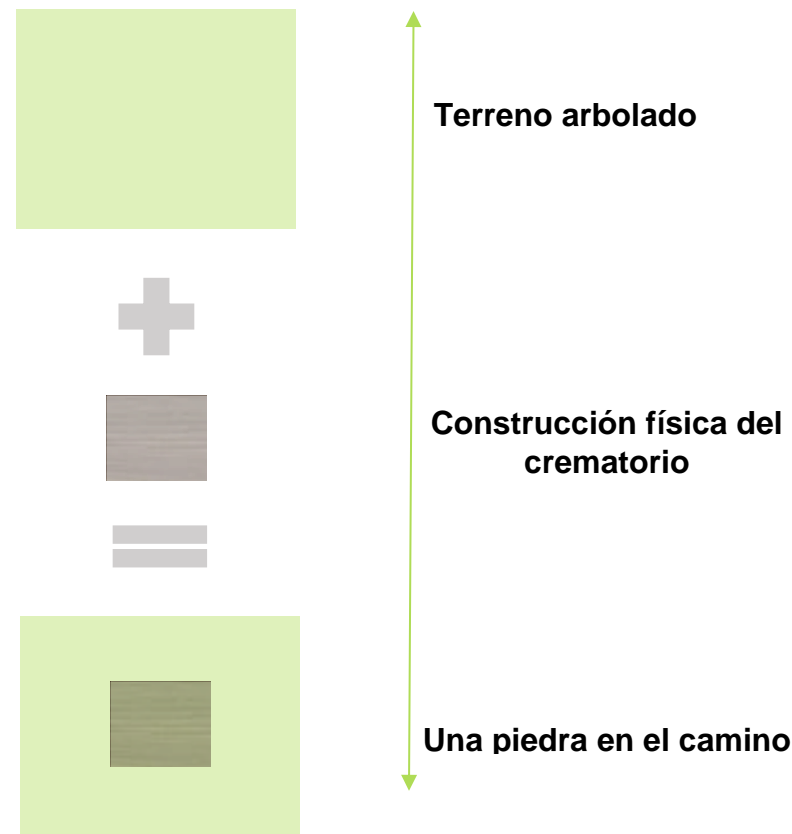 Terreno arbolado
Construcción física del
crematorio
Una piedra en el camino